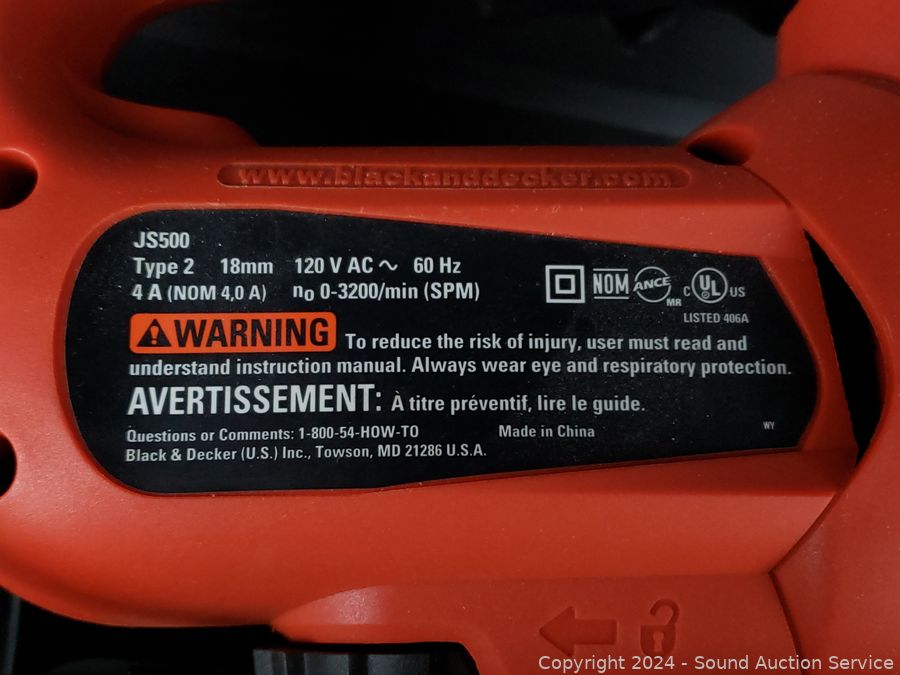 www.blackanddecker.com
JS500
Type 2 18mm 120 V AC ~ 60 Hz
4 A (NOM 4,0 A) no 0-3200/min (SPM)
NOM ANCE MR C UL US
LISTED 406A
WARNING To reduce the risk of injury, user must read and
understand instruction manual. Always wear eye and respiratory protection.
AVERTISSEMENT: À titre préventif, lire le guide.
Questions or Comments: 1-800-54-HOW-TO Made in China WY
Black & Decker (U.S.) Inc., Towson, MD 21286 U.S.A.
Copyright 2024 - Sound Auction Service